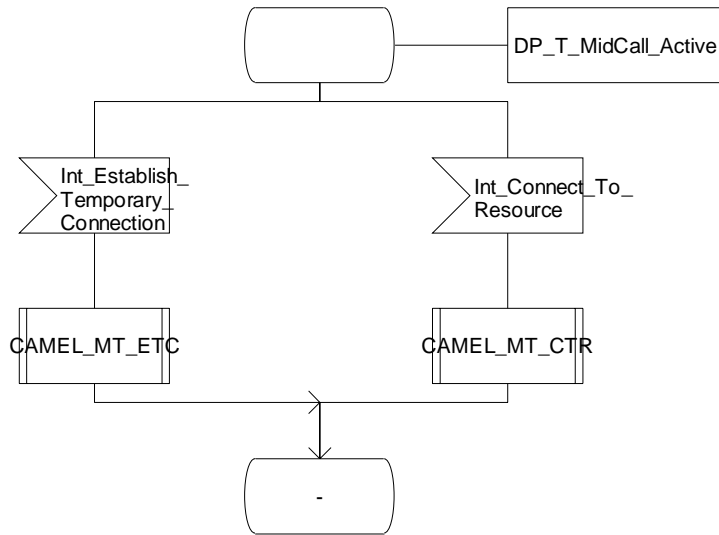 DP_T_MidCall_Active
Int_Establish_
Temporary_
Connection
Int_Connect_To_
Resource
CAMEL_MT_ETC
CAMEL_MT_CTR
-